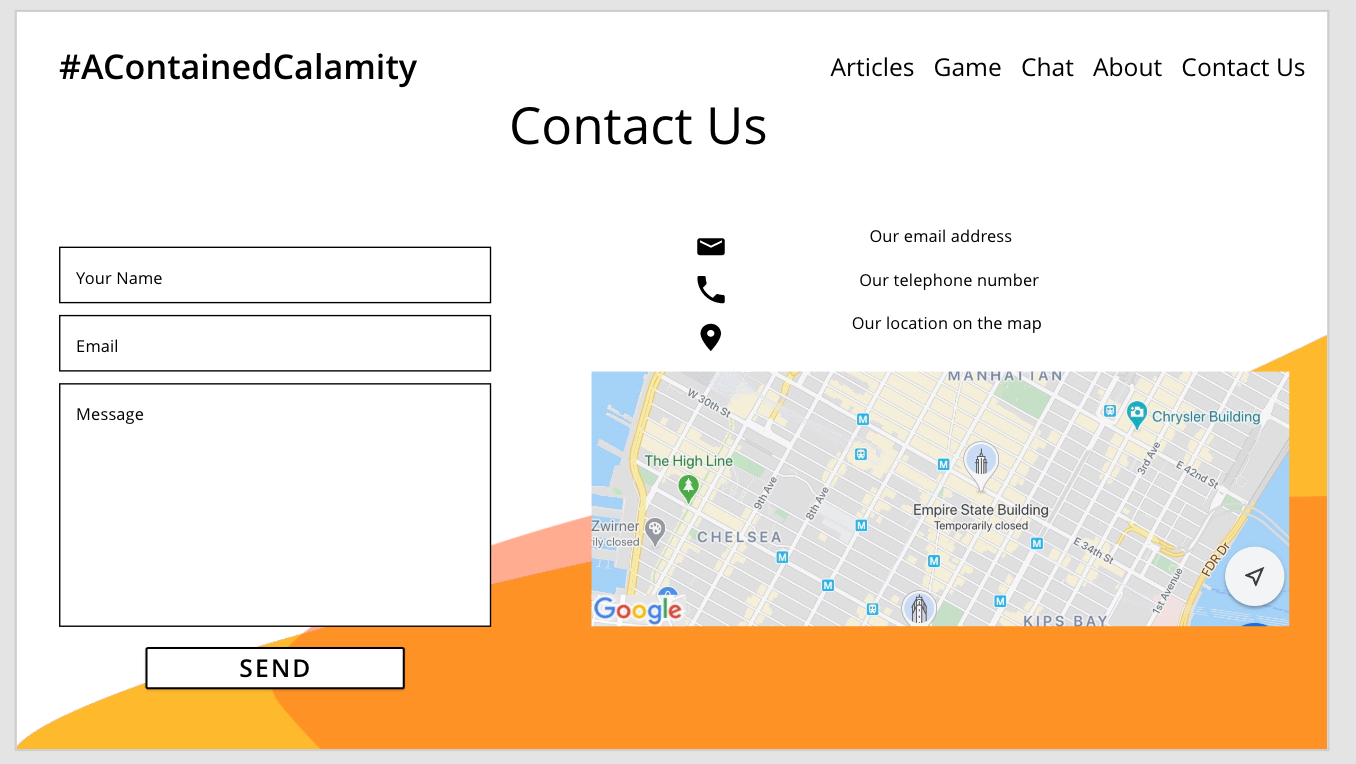 #AContainedCalamity
Articles Game Chat About Contact Us
Contact Us
Your Name
Email
Message
SEND
Our email address
Our telephone number
Our location on the map
MANHATTAN
W 30th St
Chrysler Building
The High Line
3rd Ave
E 42nd St
9th Ave
8th Ave
Empire State Building
Temporarily closed
Zwirner
rily closed
CHELSEA
E 34th St
FDR Dr
1st Avenue
Google
KIPS BAY
M
M
M
M
M
M
M
M